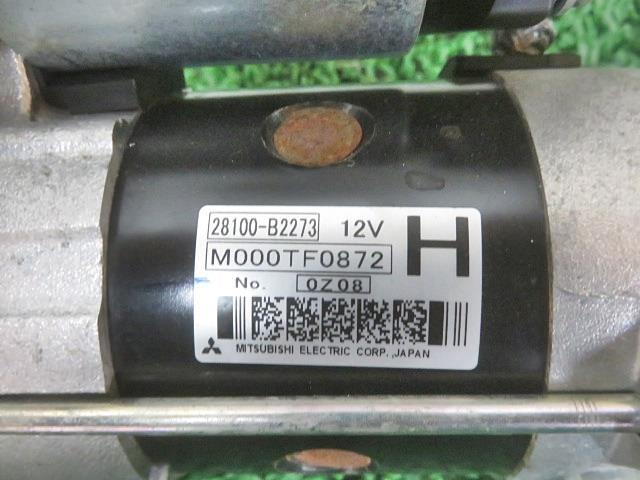 28100-B2273 12V H
M000TF0872
No. 0Z08
MITSUBISHI ELECTRIC CORP.,JAPAN